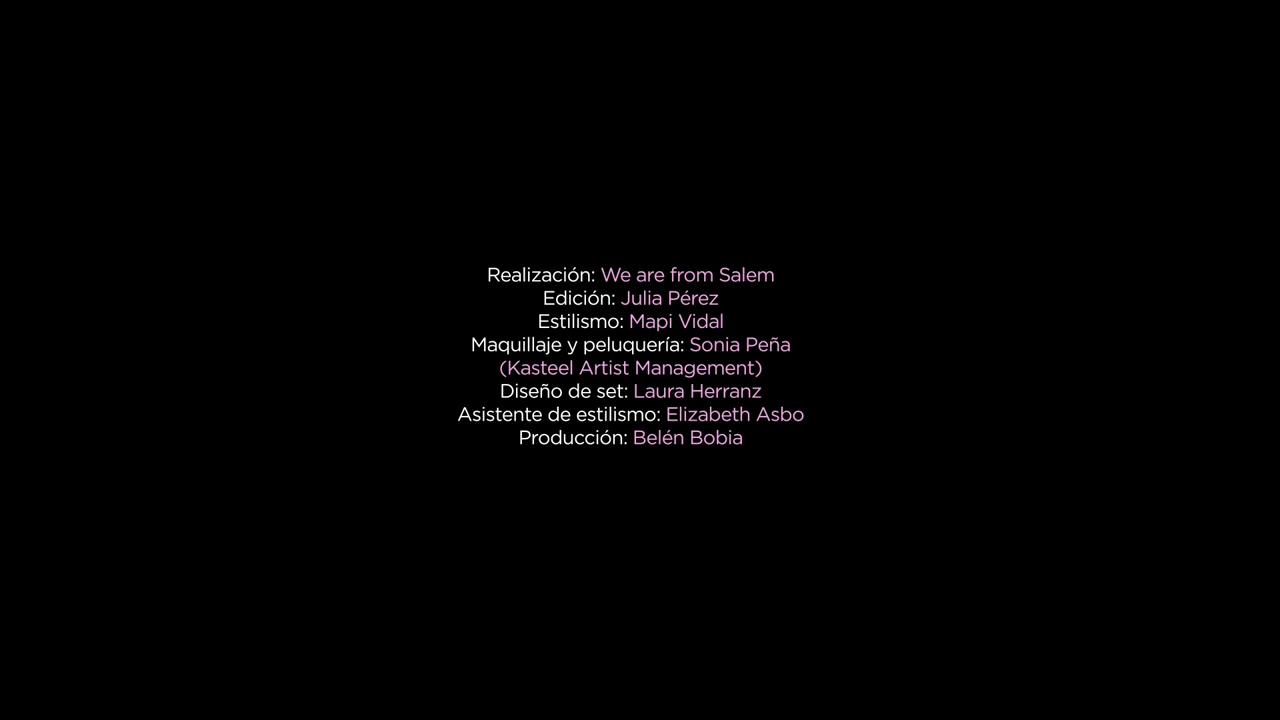 Realización: We are from Salem
Edición: Julia Pérez
Estilismo: Mapi Vidal
Maquillaje y peluquería: Sonia Peña
(Kasteel Artist Management)
Diseño de set: Laura Herranz
Asistente de estilismo: Elizabeth Asbo
Producción: Belén Bobia